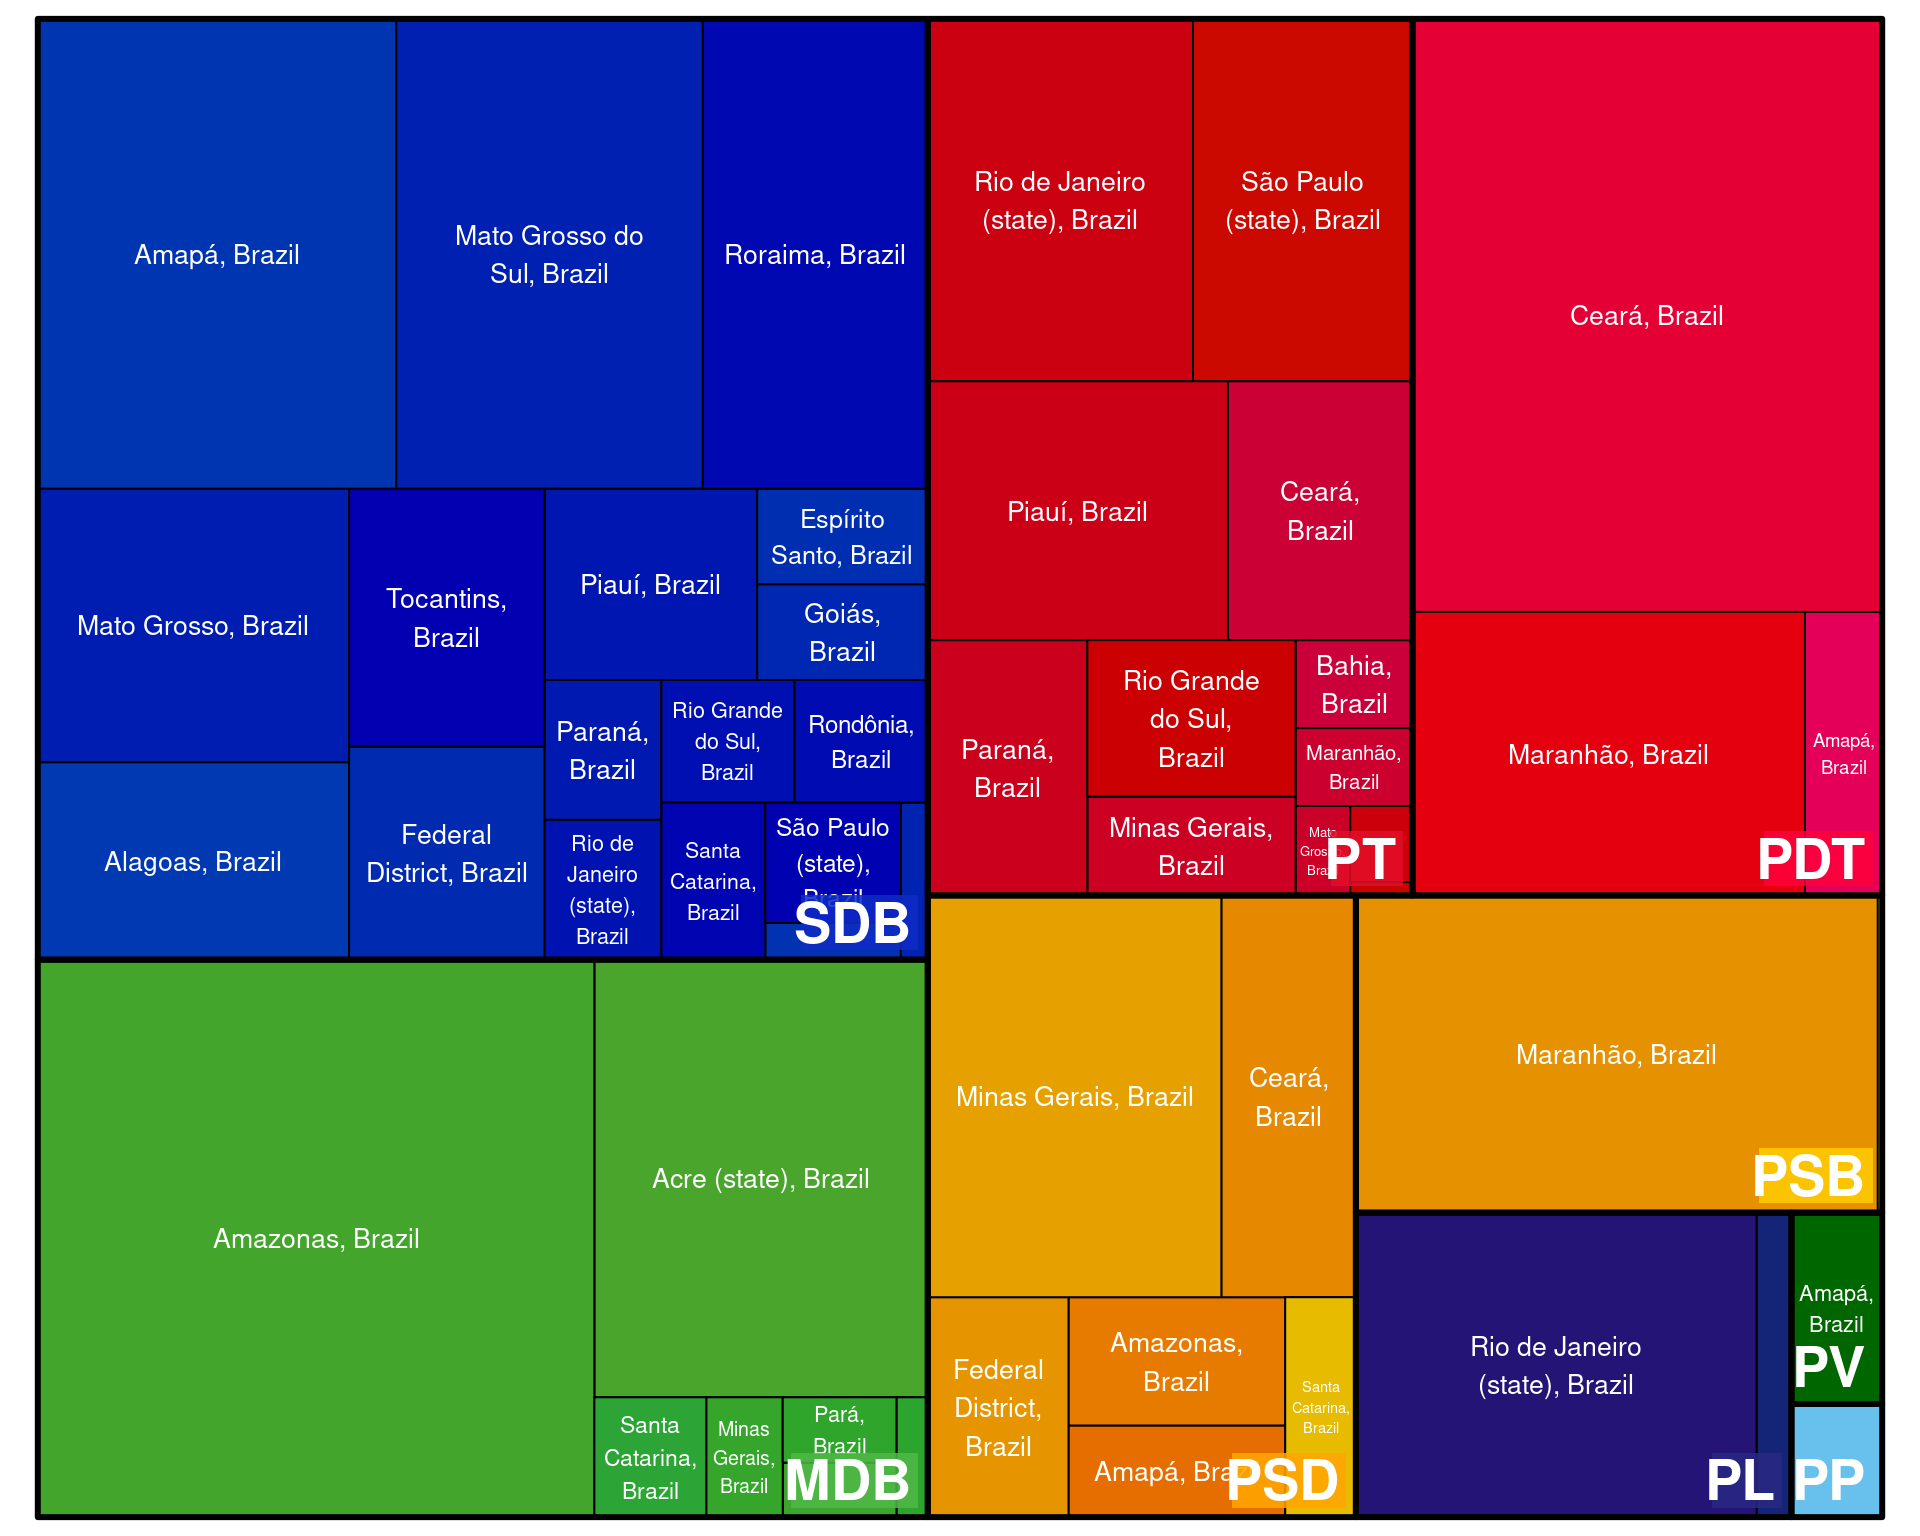 Amapá, Brazil
Mato Grosso do
Sul, Brazil
Roraima, Brazil
Mato Grosso, Brazil
Tocantins,
Brazil
Piauí, Brazil
Espírito
Santo, Brazil
Goiás,
Brazil
Alagoas, Brazil
Federal
District, Brazil
Paraná,
Brazil
Rio Grande
do Sul,
Brazil
Rondônia,
Brazil
Rio de
Janeiro
(state),
Brazil
Santa
Catarina,
Brazil
São Paulo
(state),
Brazil
SDB
Rio de Janeiro
(state), Brazil
São Paulo
(state), Brazil
Piauí, Brazil
Ceará,
Brazil
Paraná,
Brazil
Rio Grande
do Sul,
Brazil
Minas Gerais,
Brazil
Bahia,
Brazil
Maranhão,
Brazil
Mato
Grosso,
Brazil
PT
Ceará, Brazil
Maranhão, Brazil
Amapá,
Brazil
PDT
Amazonas, Brazil
Acre (state), Brazil
Santa
Catarina,
Brazil
Minas
Gerais,
Brazil
Pará,
Brazil
MDB
Minas Gerais, Brazil
Ceará,
Brazil
Federal
District,
Brazil
Amazonas,
Brazil
Amapá, Brazil
Santa
Catarina,
Brazil
PSD
Maranhão, Brazil
PSB
Rio de Janeiro
(state), Brazil
PL
Amapá,
Brazil
PV
PP